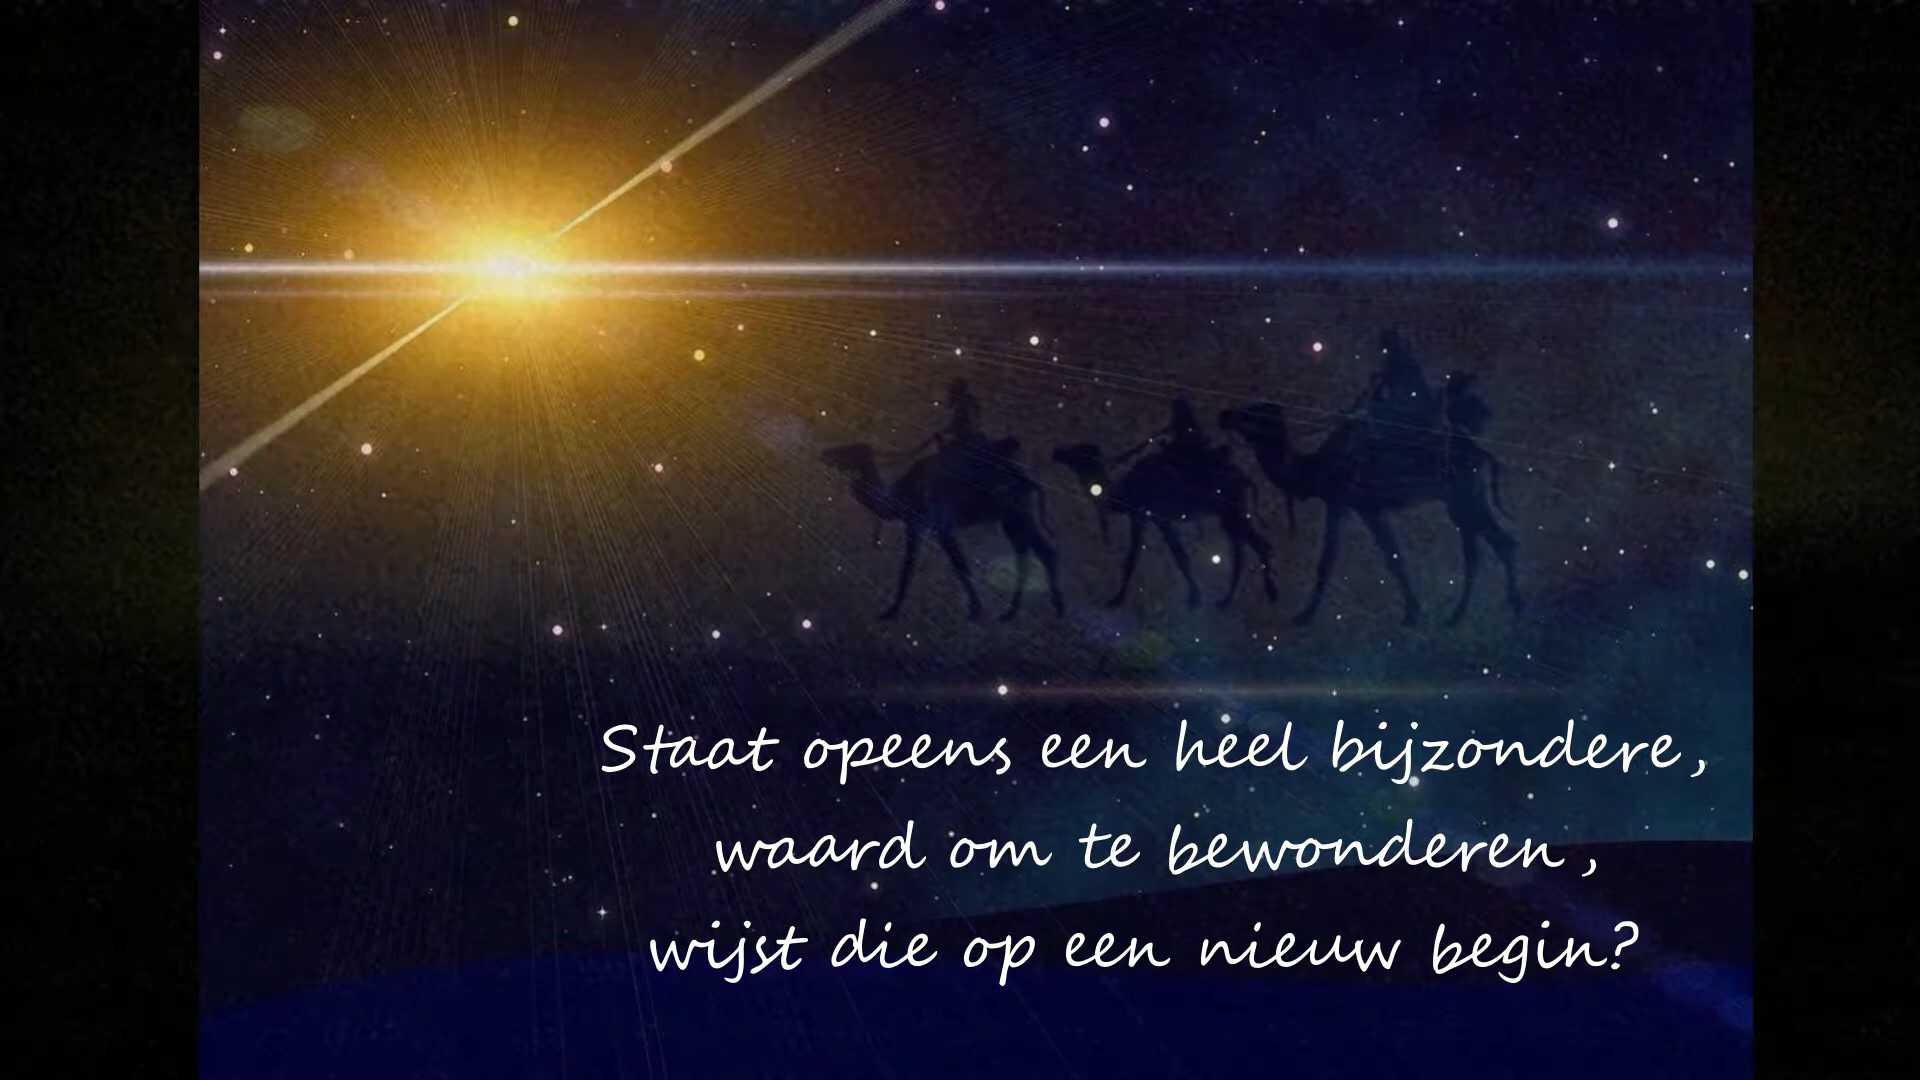 Staat opeens een heel bijzondere,
waard om te bewonderen,
wijst die op een nieuw begin?